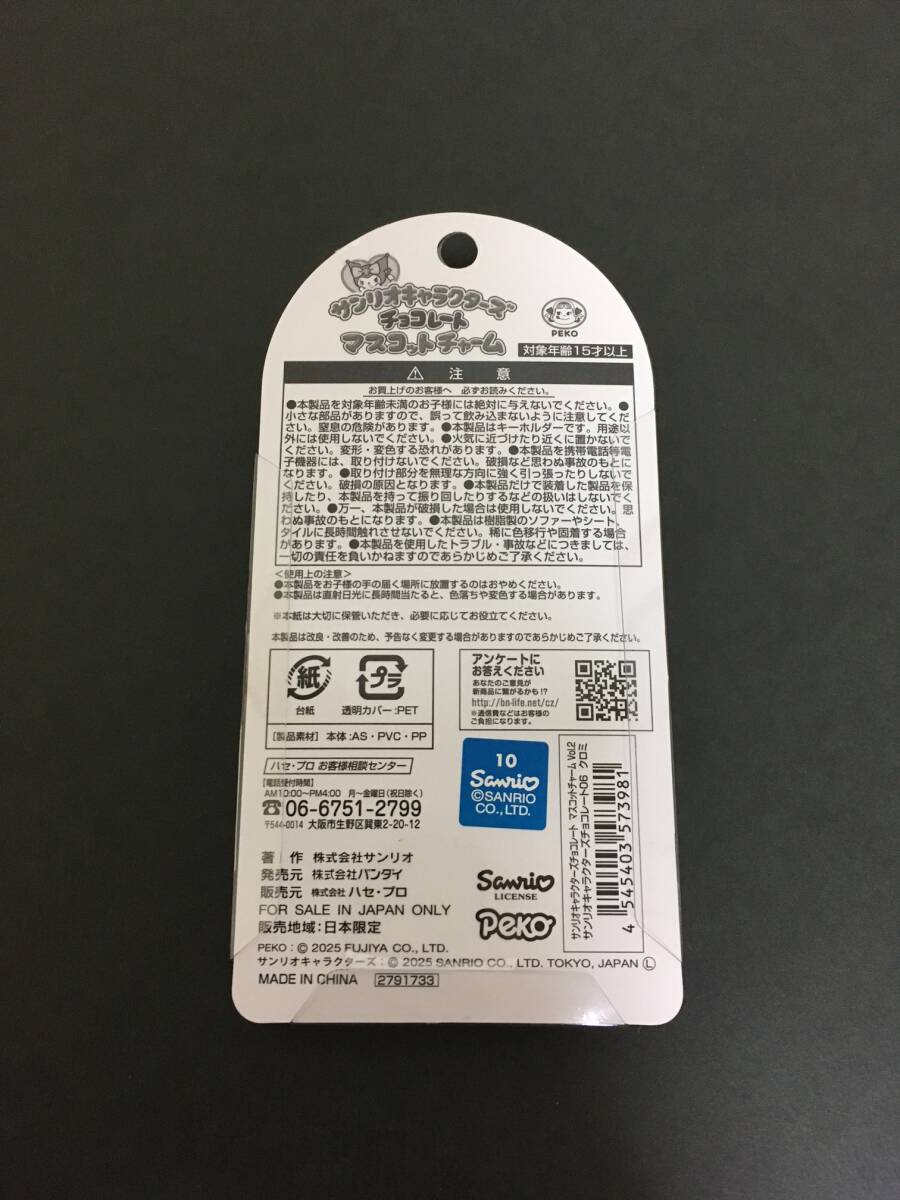 サンリオキャラクターズ
チョコレート
マスコットチャーム
PEKO
対象年齢15才以上
⚠ 注 意
お買上げのお客様へ 必ずお読みください。
●本製品を対象年齢未満のお子様には絶対に与えないでください。●
小さな部品がありますので、誤って飲み込まないように注意してくだ
さい。窒息の危険があります。●本製品はキーホルダーです。用途以
外には使用しないでください。●火気に近づけたり近くに置かないで
ください。変形・変色する恐れがあります。●本製品を携帯電話等電
子機器には、取り付けないでください。破損など思わぬ事故のもとに
なります。●取り付け部分を無理な方向に強く引っ張ったりしないで
ください。破損の原因となります。●本製品だけで装着した製品を保
持したり、本製品を持って振り回したりするなどの扱いはしないでく
ださい。●万一、本製品が破損した場合は使用しないでください。思
わぬ事故のもとになります。●本製品は樹脂製のソファーやシート、
タイルに長時間触れさせないでください。稀に色移行や固着する場合
があります。●本製品を使用したトラブル・事故などにつきましては、
一切の責任を負いかねますのであらかじめご了承ください。
＜使用上の注意＞
●本製品をお子様の手の届く場所に放置するのはおやめください。
●本製品は直射日光に長時間当たると、色落ちや変色する場合があります。
※本紙は大切に保管いただき、必要に応じてお役立てください。
本製品は改良・改善のため、予告なく変更する場合がありますのであらかじめご了承ください。
紙
台紙
プラ
透明カバー:PET
【製品素材】 本体:AS・PVC・PP
アンケートに
お答えください
あなたのご意見が
新商品に繋がるかも!?
http://bn-life.net/cz/
※通信費などはお客様の
ご負担になります。
ハセ・プロ お客様相談センター
【電話受付時間】
AM10:00〜PM4:00 月〜金曜日(祝日除く)
☎06-6751-2799
〒544-0014 大阪市生野区巽東2-20-12
10
Sanrio
©SANRIO
CO.,LTD.
サンリオキャラクターズチョコレート マスコットチャーム Vol.2
サンリオキャラクターズチョコレート06 クロミ
4 545403 573981
著 作 株式会社サンリオ
発売元 株式会社バンダイ
販売元 株式会社 ハセ・プロ
FOR SALE IN JAPAN ONLY
販売地域:日本限定
Sanrio
LICENSE
PeKo
PEKO:© 2025 FUJIYA CO., LTD.
サンリオキャラクターズ:© 2025 SANRIO CO., LTD. TOKYO, JAPAN Ⓛ
MADE IN CHINA 2791733